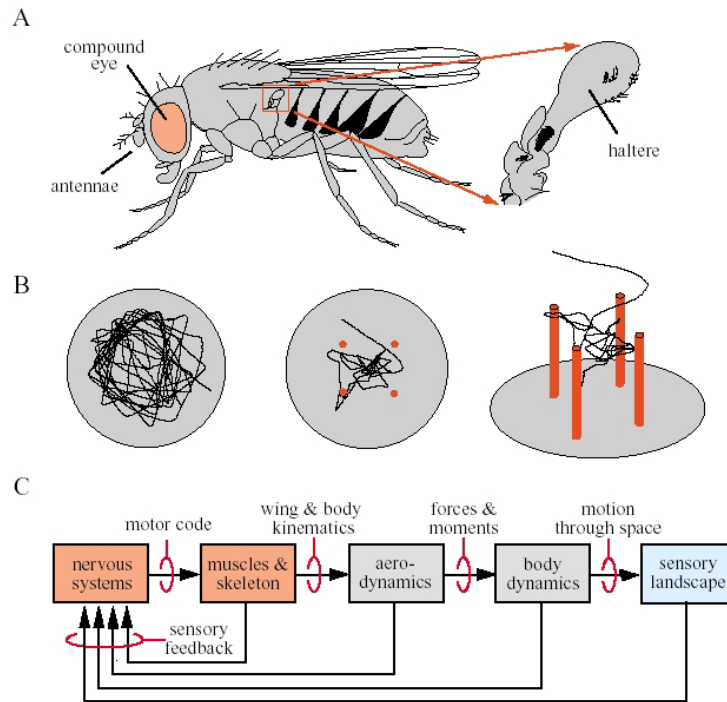 A
compound
eye
antennae
haltere
B
C
motor code
wing & body
kinematics
forces &
moments
motion
through space
nervous
systems
muscles &
skeleton
aero-
dynamics
body
dynamics
sensory
landscape
sensory
feedback